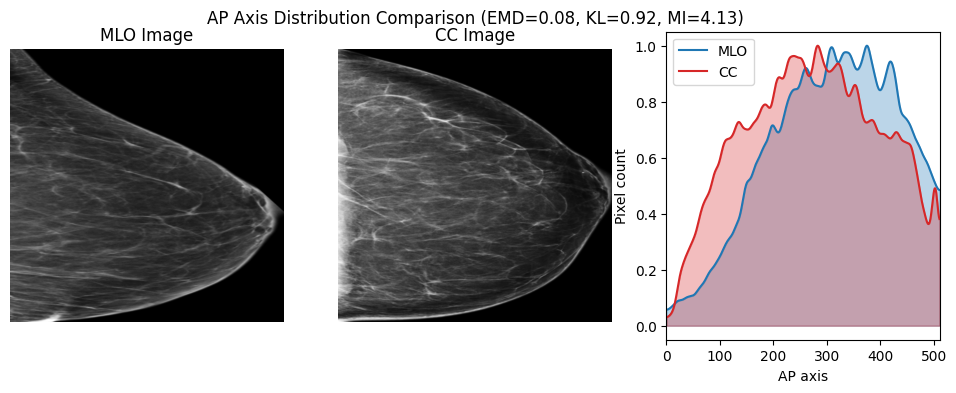 AP Axis Distribution Comparison (EMD=0.08, KL=0.92, MI=4.13)
MLO Image
CC Image
MLO
CC
1.0
0.8
0.6
0.4
0.2
0.0
Pixel count
0
100
200
300
400
500
AP axis